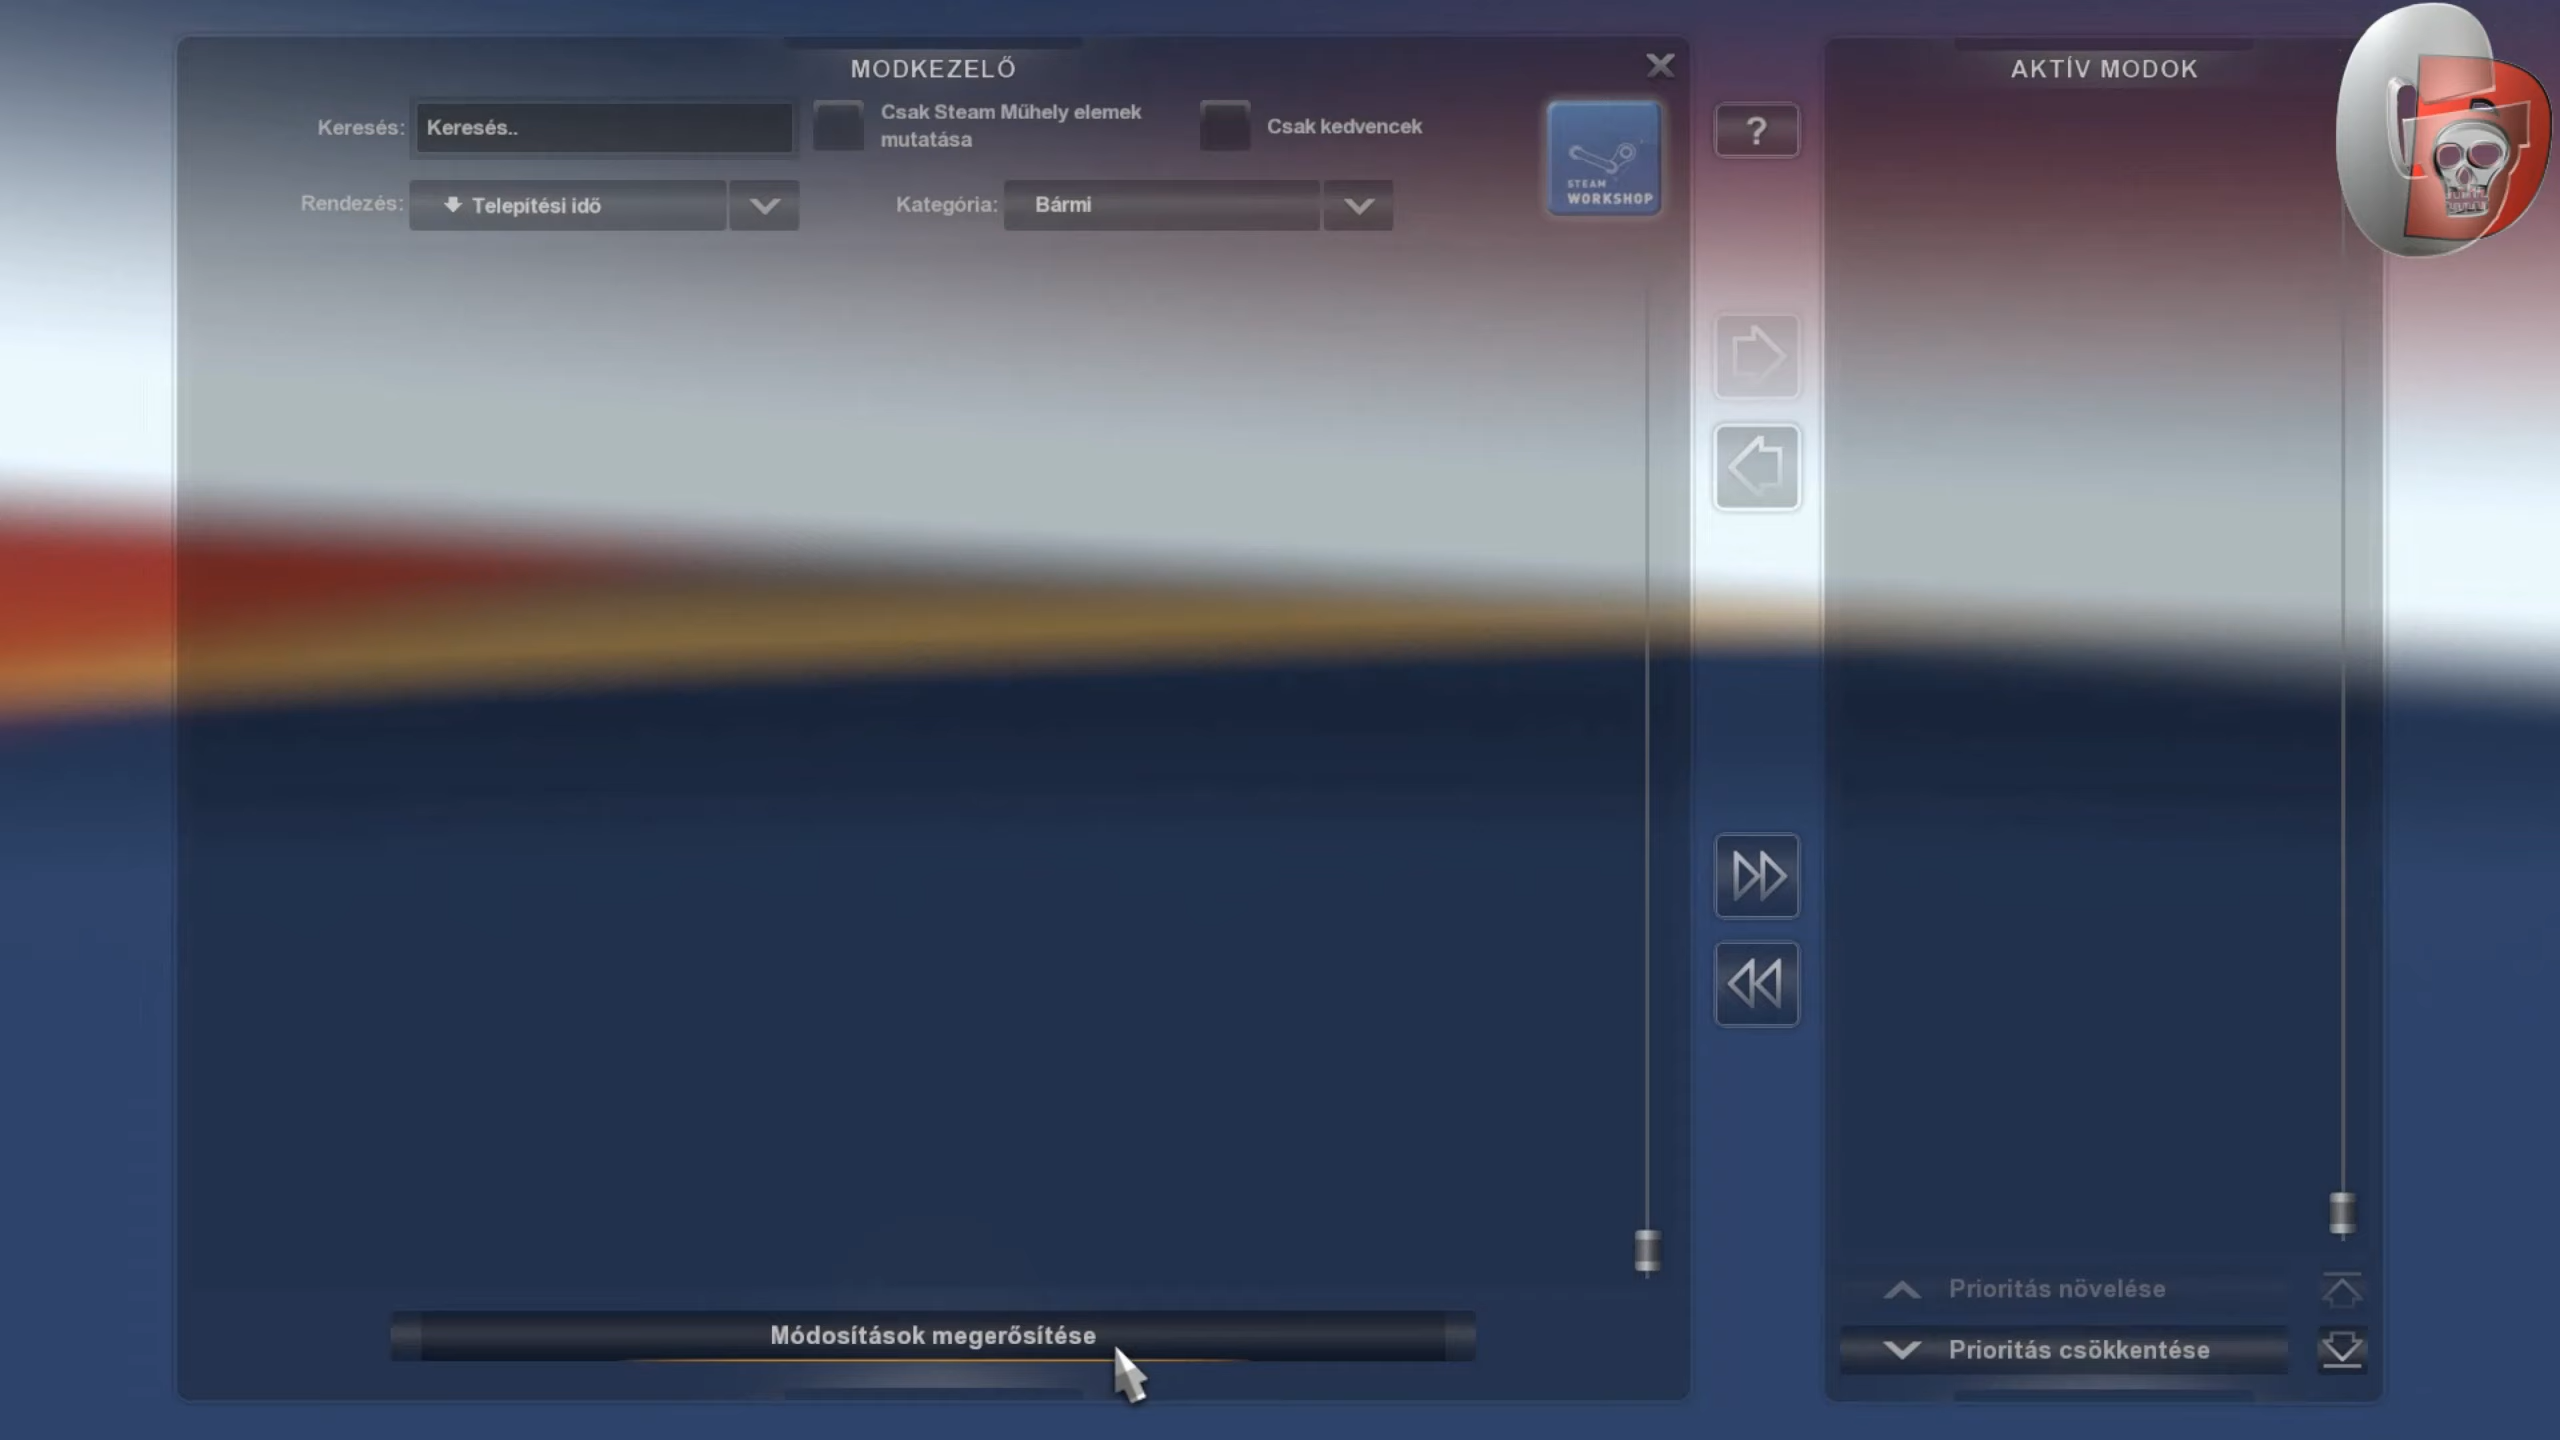 MODKEZELŐ
Keresés:
Keresés..
Csak Steam Műhely elemek
mutatása
Csak kedvencek
STEAM
WORKSHOP
Rendezés:
Telepítési idő
Kategória:
Bármi
?
AKTÍV MODOK
Prioritás növelése
Prioritás csökkentése
Módosítások megerősítése